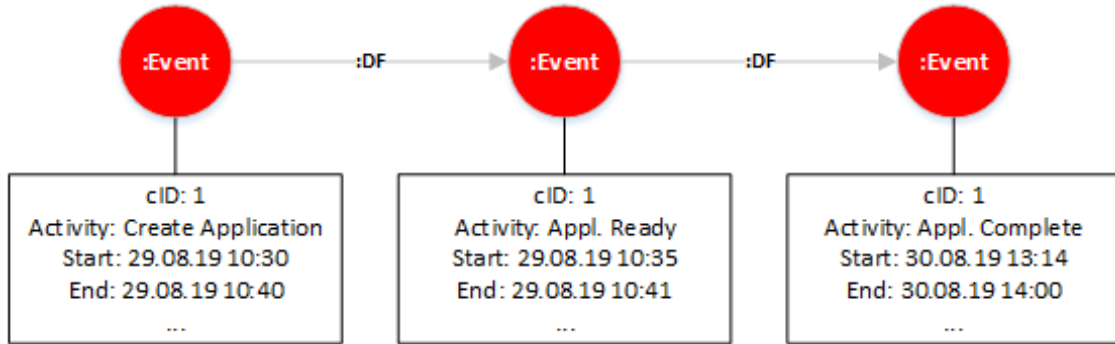 :Event :DF :Event :DF :Event
cID: 1
Activity: Create Application
Start: 29.08.19 10:30
End: 29.08.19 10:40
...
cID: 1
Activity: Appl. Ready
Start: 29.08.19 10:35
End: 29.08.19 10:41
...
cID: 1
Activity: Appl. Complete
Start: 30.08.19 13:14
End: 30.08.19 14:00
...